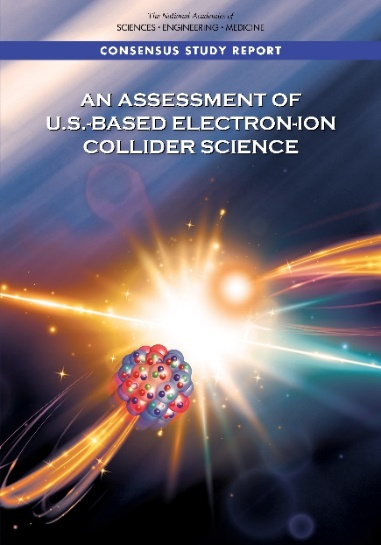 The National Academies of
SCIENCES • ENGINEERING • MEDICINE
CONSENSUS STUDY REPORT
AN ASSESSMENT OF
U.S.-BASED ELECTRON-ION
COLLIDER SCIENCE